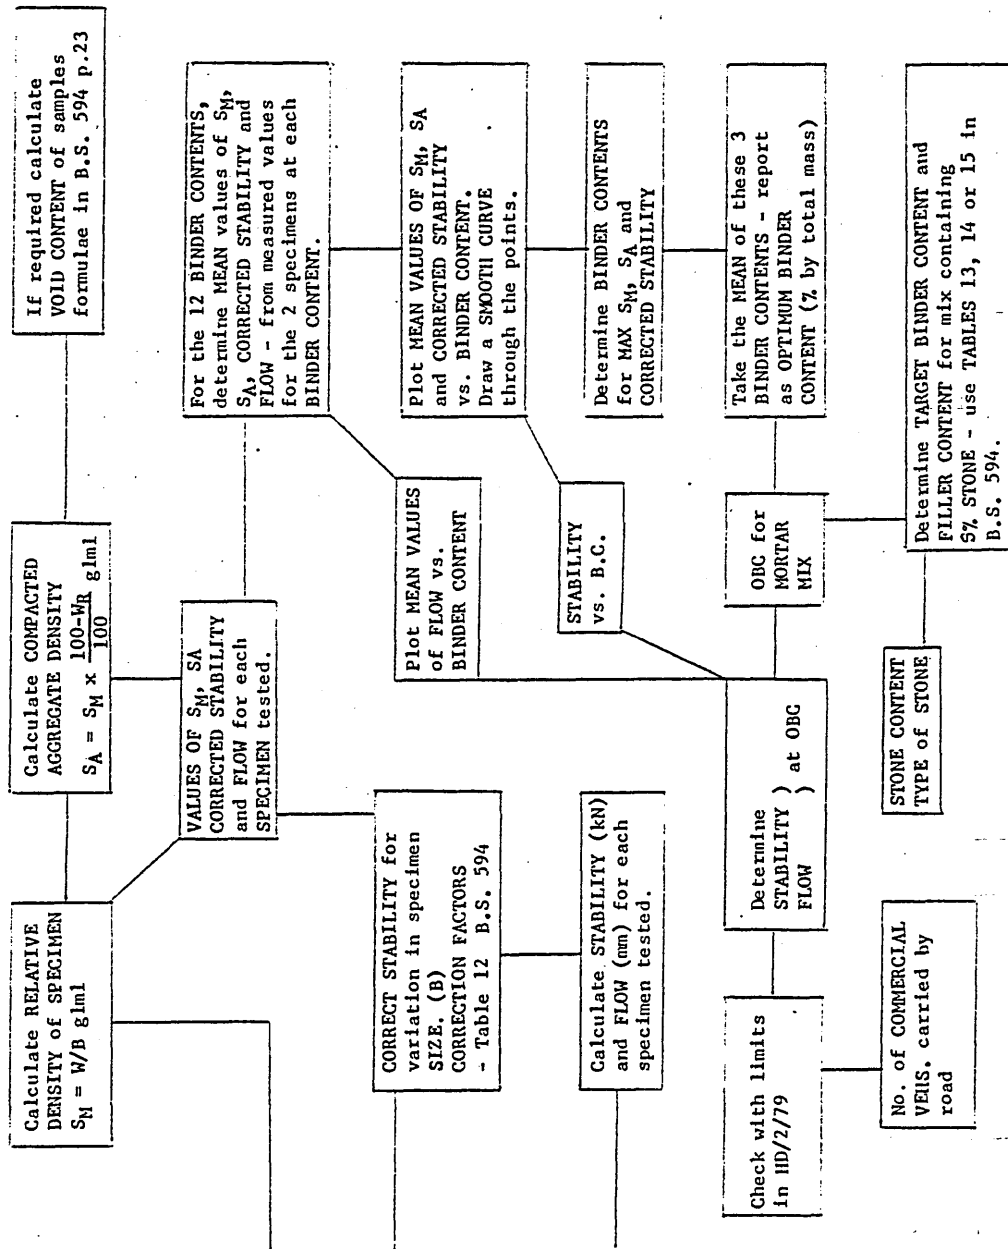 Calculate RELATIVE
DENSITY of SPECIMEN
S_M = W/B glml
Calculate COMPACTED
AGGREGATE DENSITY
S_A = S_M x (100-W_R)/100 glml
If required calculate
VOID CONTENT of samples
formulae in B.S. 594 p.23
VALUES OF S_M, SA
CORRECTED STABILITY
and FLOW for each
SPECIMEN tested.
For the 12 BINDER CONTENTS,
determine MEAN values of S_M,
S_A, CORRECTED STABILITY and
FLOW - from measured values
for the 2 specimens at each
BINDER CONTENT.
CORRECT STABILITY for
variation in specimen
SIZE. (B)
CORRECTION FACTORS
- Table 12 B.S. 594
Plot MEAN VALUES
of FLOW vs.
BINDER CONTENT
Plot MEAN VALUES of S_M, SA
and CORRECTED STABILITY
vs. BINDER CONTENT.
Draw a SMOOTH CURVE
through the points.
Calculate STABILITY (kN)
and FLOW (mm) for each
specimen tested.
STABILITY
vs. B.C.
Determine BINDER CONTENTS
for MAX S_M, S_A and
CORRECTED STABILITY
Check with limits
in HD/2/79
Determine
STABILITY )
FLOW ) at OBG
OBC for
MORTAR
MIX
Take the MEAN of these 3
BINDER CONTENTS - report
as OPTIMUM BINDER
CONTENT (% by total mass)
No. of COMMERCIAL
VEHS. carried by
road
STONE CONTENT
TYPE of STONE
Determine TARGET BINDER CONTENT and
FILLER CONTENT for mix containing
5% STONE - use TABLES 13, 14 or 15 in
B.S. 594.